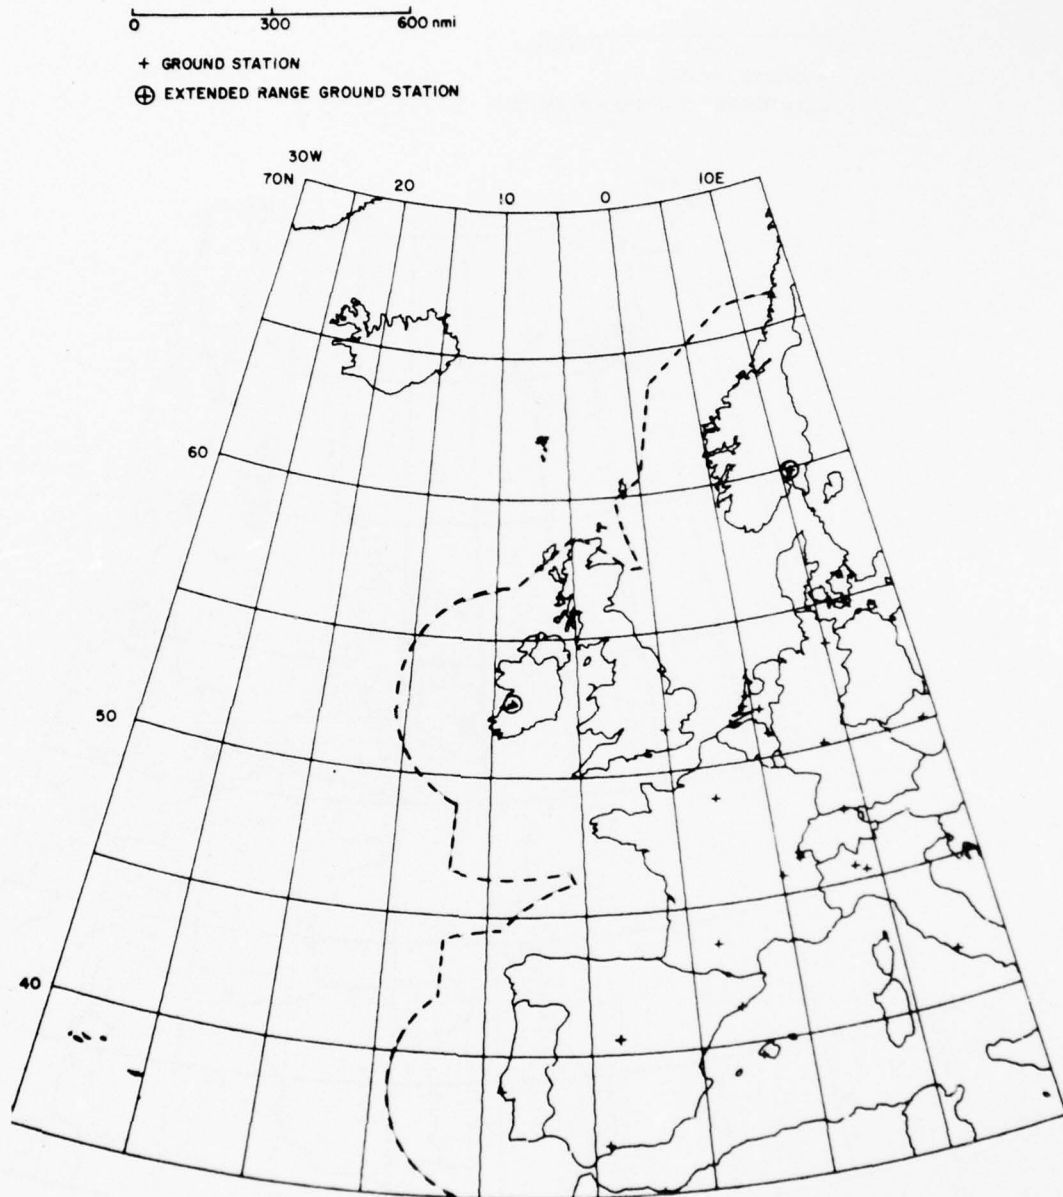 0 300 600 nmi
+ GROUND STATION
⊕ EXTENDED RANGE GROUND STATION
30W
70N 20 10 0 10E
60
50
40